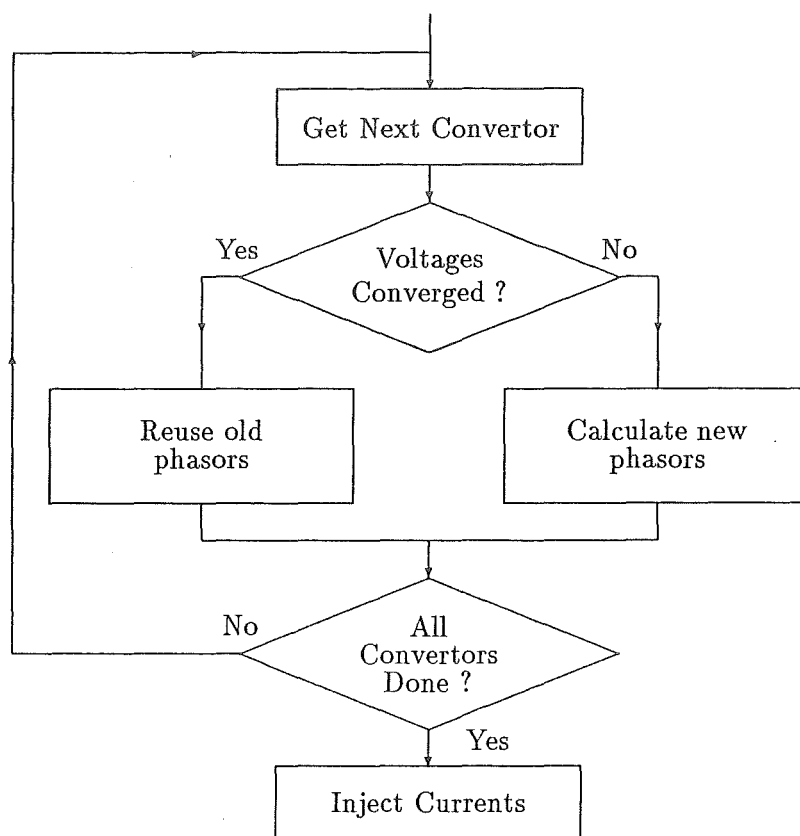 Get Next Convertor
Yes
No
Voltages
Converged ?
Reuse old
phasors
Calculate new
phasors
No
All
Convertors
Done ?
Yes
Inject Currents